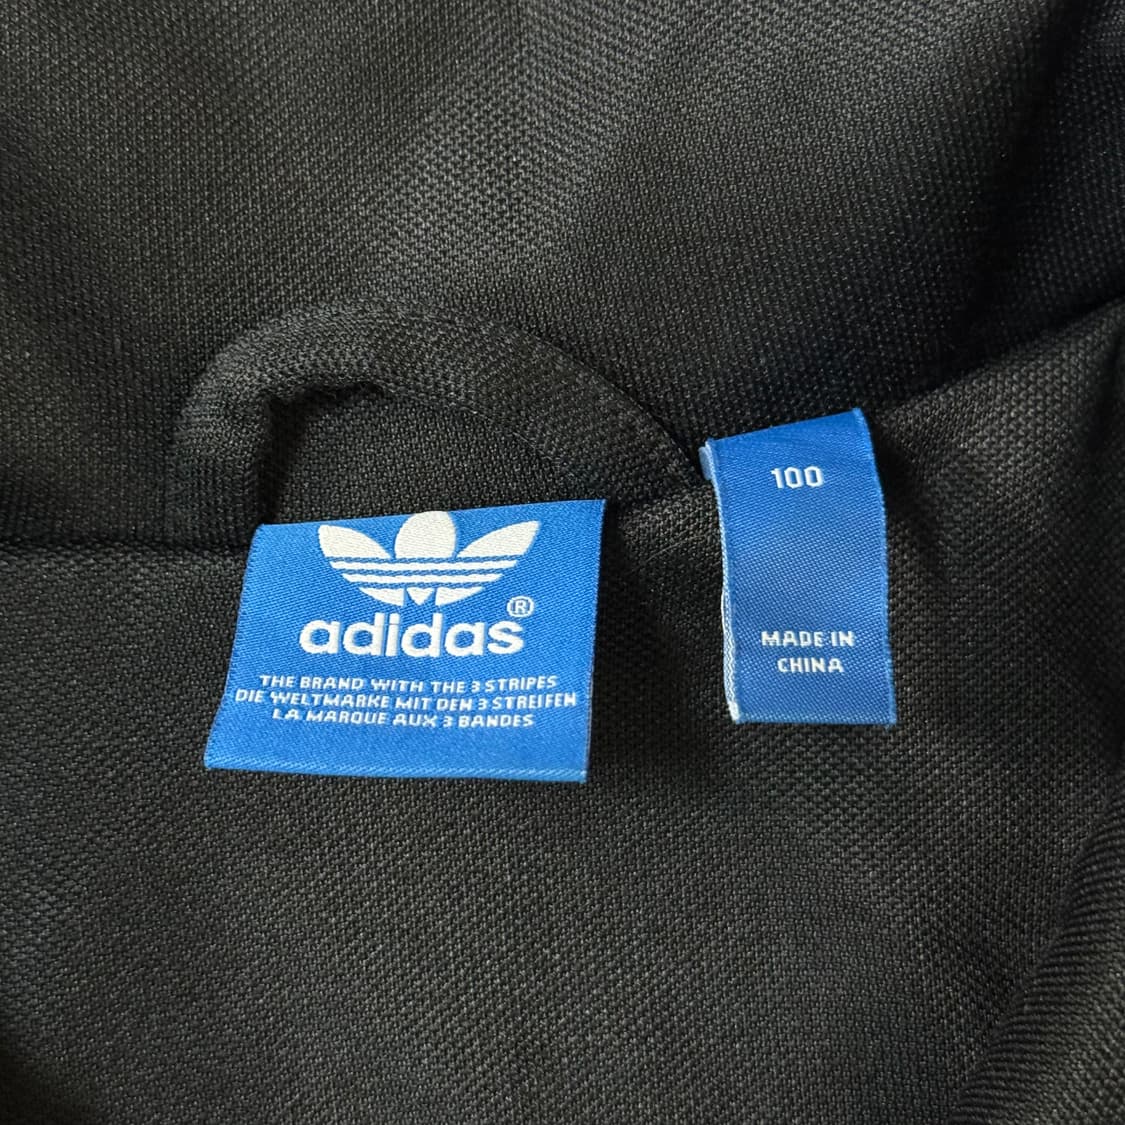 adidas®
THE BRAND WITH THE 3 STRIPES
DIE WELTMARKE MIT DEN 3 STREIFEN
LA MARQUE AUX 3 BANDES
100
MADE IN
CHINA